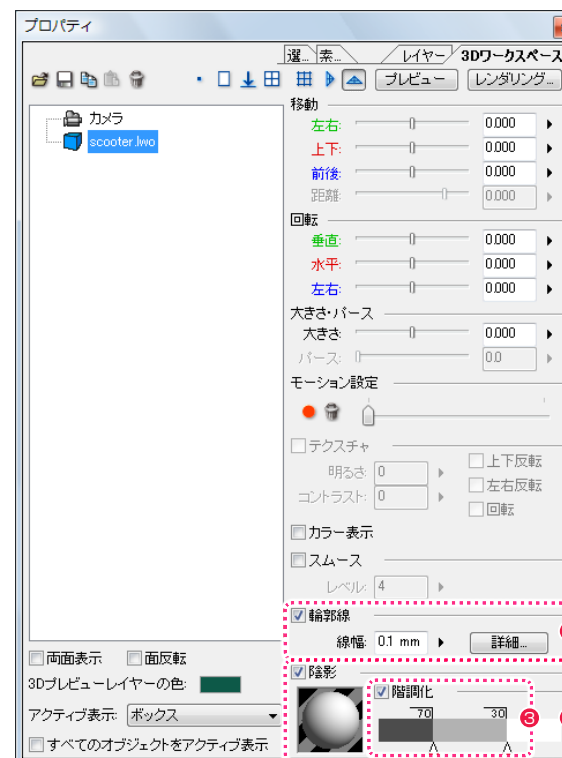 プロパティ
選... 素... レイヤー 3Dワークスペース
プレビュー レンダリング...
カメラ
scooter.lwo
移動
左右: 0.000
上下: 0.000
前後: 0.000
距離: 0.000
回転
垂直: 0.000
水平: 0.000
左右: 0.000
大きさ・パース
大きさ: 0.000
パース: 0.0
モーション設定
テクスチャ
明るさ: 0
コントラスト: 0
上下反転
左右反転
回転
カラー表示
スムース
レベル: 4
輪郭線
線幅: 0.1 mm 詳細...
陰影
階調化
70 30
3
両面表示 面反転
3Dプレビューレイヤーの色:
アクティブ表示: ボックス
すべてのオブジェクトをアクティブ表示